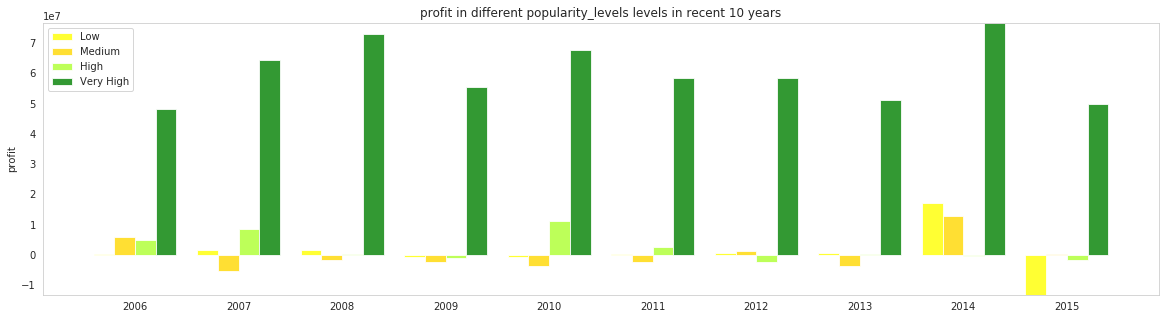 profit in different popularity_levels levels in recent 10 years
1e7
Low
Medium
High
Very High
7
6
5
4
3
2
1
0
−1
profit
2006 2007 2008 2009 2010 2011 2012 2013 2014 2015